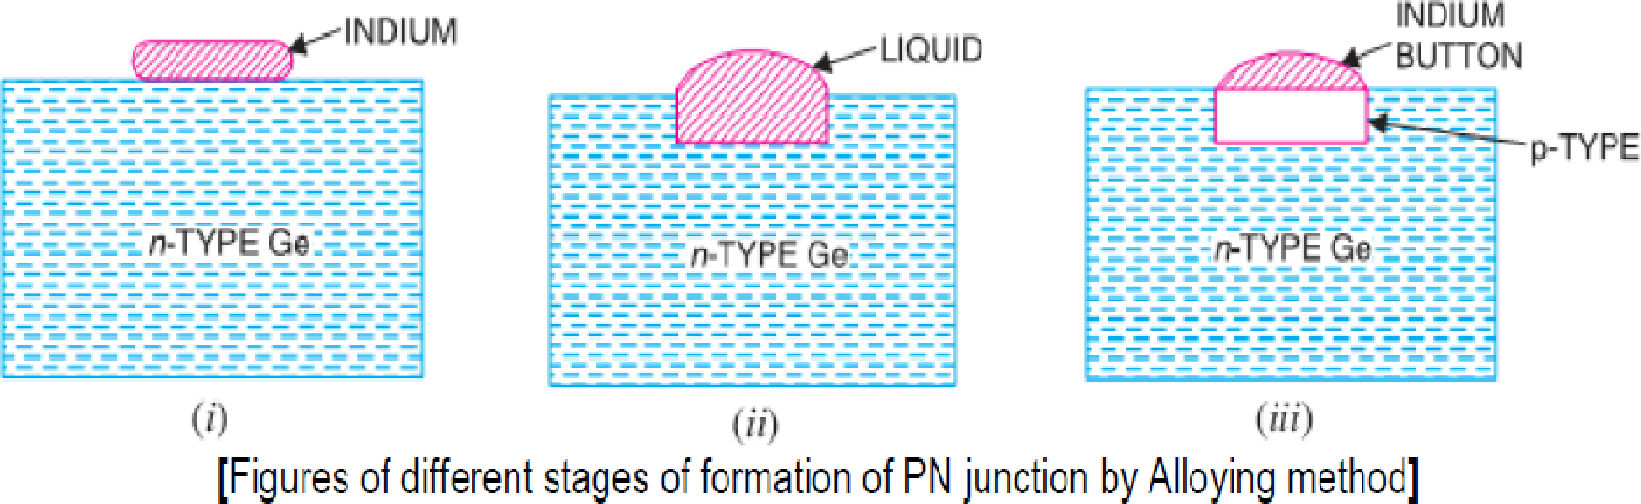 INDIUM
n-TYPE Ge
(i)
LIQUID
n-TYPE Ge
(ii)
INDIUM
BUTTON
p-TYPE
n-TYPE Ge
(iii)
[Figures of different stages of formation of PN junction by Alloying method]